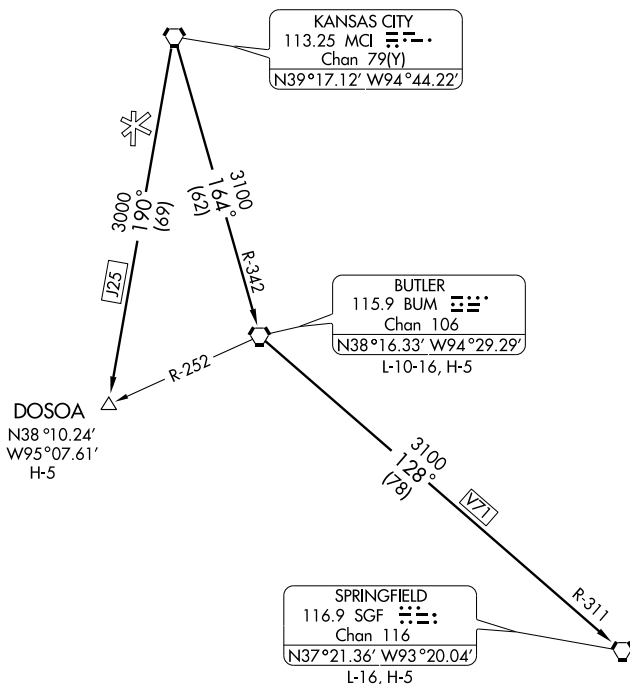 KANSAS CITY
113.25 MCI
Chan 79(Y)
N39°17.12' W94°44.22'
3000
190°
(69)
J25
3100
164°
(62)
R-342
BUTLER
115.9 BUM
Chan 106
N38°16.33' W94°29.29'
L-10-16, H-5
R-252
DOSOA
N38°10.24'
W95°07.61'
H-5
3100
128°
(78)
V71
R-311
SPRINGFIELD
116.9 SGF
Chan 116
N37°21.36' W93°20.04'
L-16, H-5